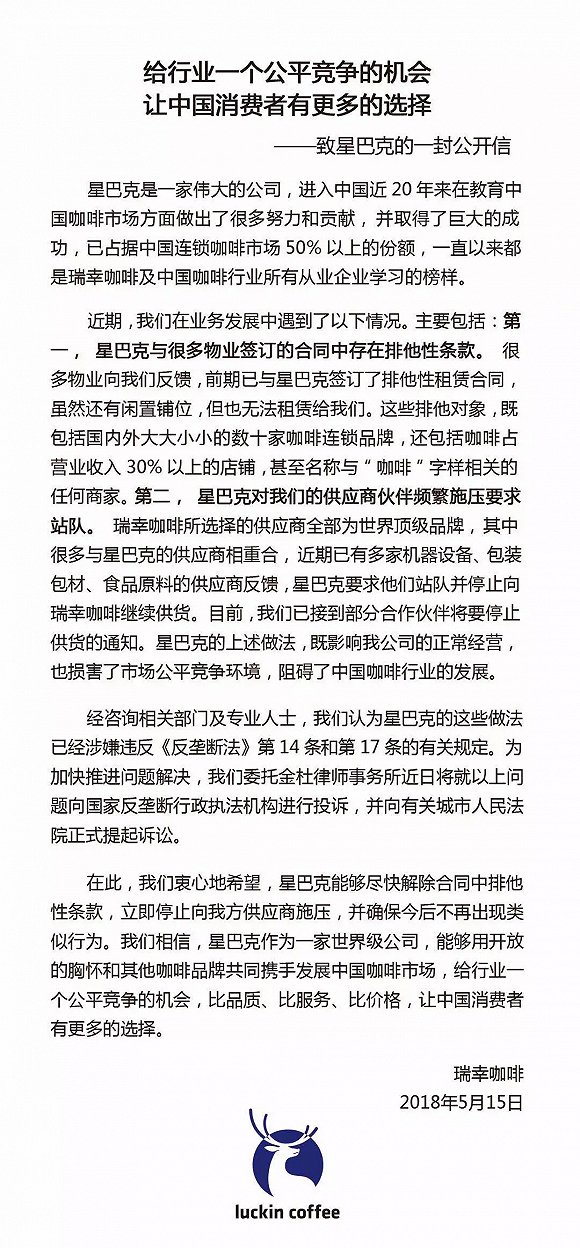 给行业一个公平竞争的机会
让中国消费者有更多的选择
——致星巴克的一封公开信
星巴克是一家伟大的公司，进入中国近 20 年来在教育中
国咖啡市场方面做出了很多努力和贡献，并取得了巨大的成
功，已占据中国连锁咖啡市场 50% 以上的份额，一直以来都
是瑞幸咖啡及中国咖啡行业所有从业企业学习的榜样。
近期，我们在业务发展中遇到了以下情况。主要包括：第
一，星巴克与很多物业签订的合同中存在排他性条款。很
多物业向我们反馈，前期已与星巴克签订了排他性租赁合同，
虽然还有闲置铺位，但也无法租赁给我们。这些排他对象，既
包括国内外大大小小的数十家咖啡连锁品牌，还包括咖啡占
营业收入 30% 以上的店铺，甚至名称与“咖啡”字样相关的
任何商家。第二，星巴克对我们的供应商伙伴频繁施压要求
站队。瑞幸咖啡所选择的供应商全部为世界顶级品牌，其中
很多与星巴克的供应商相重合，近期已有多家机器设备、包装
包材、食品原料的供应商反馈，星巴克要求他们站队并停止向
瑞幸咖啡继续供货。目前，我们已接到部分合作伙伴将要停止
供货的通知。星巴克的上述做法，既影响我公司的正常经营，
也损害了市场公平竞争环境，阻碍了中国咖啡行业的发展。
经咨询相关部门及专业人士，我们认为星巴克的这些做法
已经涉嫌违反《反垄断法》第 14 条和第 17 条的有关规定。为
加快推进问题解决，我们委托金杜律师事务所近日将就以上问
题向国家反垄断行政执法机构进行投诉，并向有关城市人民法
院正式提起诉讼。
在此，我们衷心地希望，星巴克能够尽快解除合同中排他
性条款，立即停止向我方供应商施压，并确保今后不再出现类
似行为。我们相信，星巴克作为一家世界级公司，能够用开放
的胸怀和其他咖啡品牌共同携手发展中国咖啡市场，给行业一
个公平竞争的机会，比品质、比服务、比价格，让中国消费者
有更多的选择。
瑞幸咖啡
2018年5月15日
luckin coffee